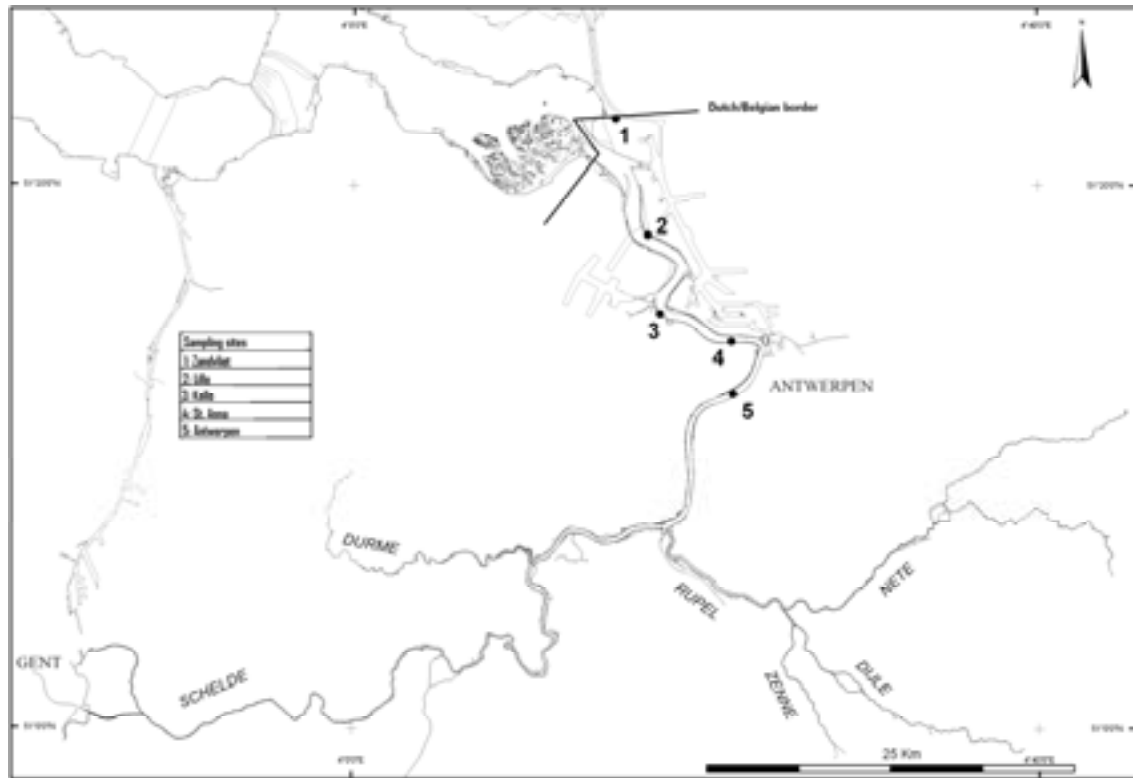 N
Dutch/Belgian border
1
2
3
4
5
Sampling sites
1: Zandvliet
2: Lillo
3: Kallo
4: St. Anna
5: Antwerpen
ANTWERPEN
DURME
RUPEL
NETE
GENT
SCHELDE
ZENNE
DIJLE
25 Km